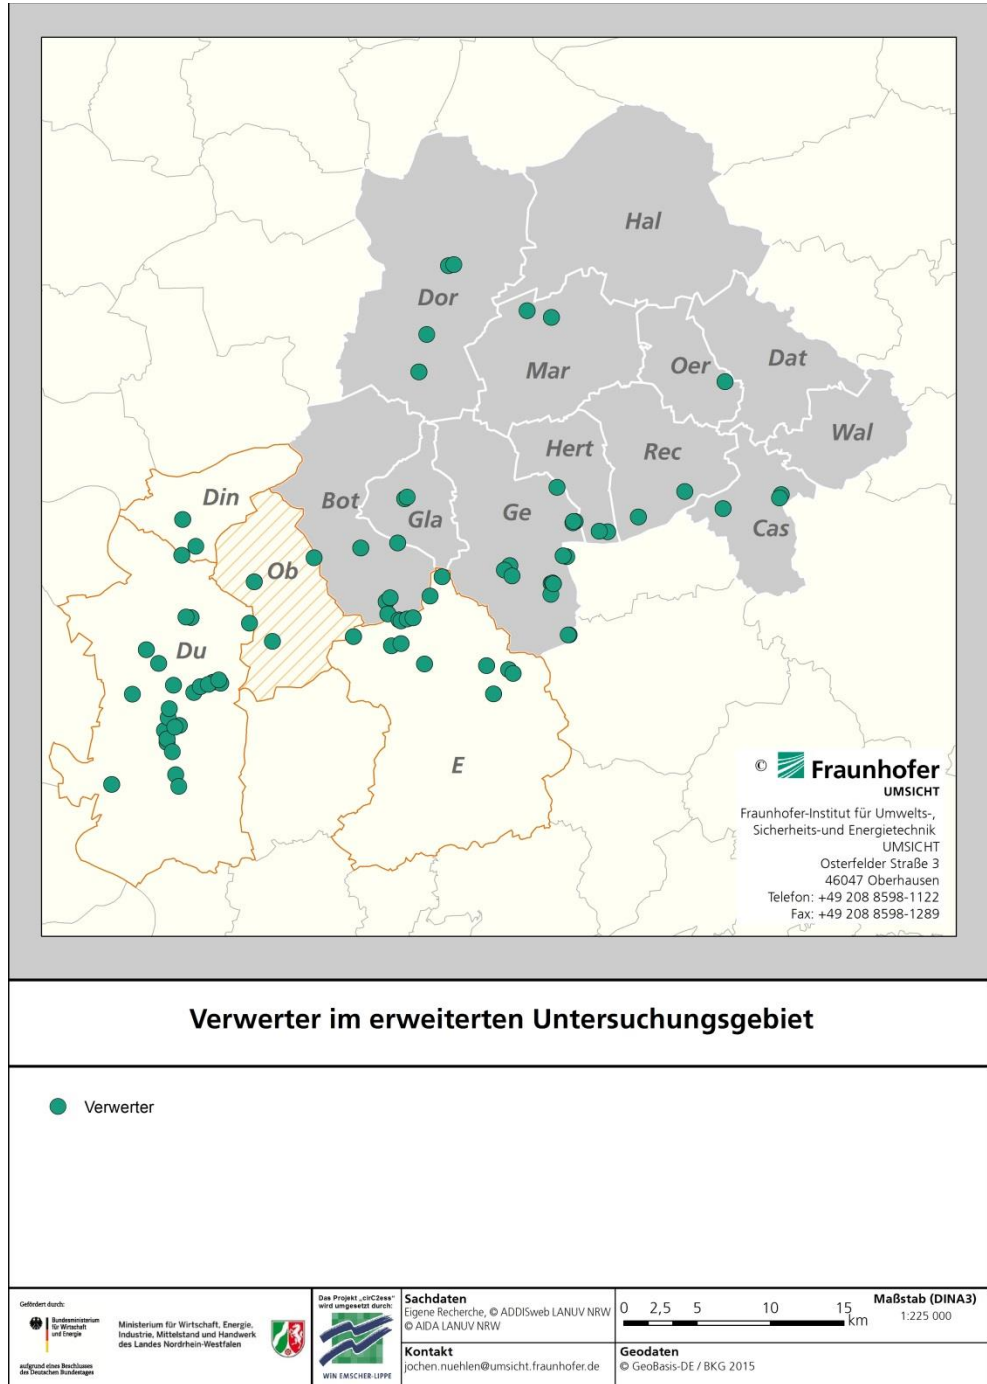 Hal
Dor
Mar
Oer
Dat
Wal
Hert
Rec
Din
Bot
Gla
Ge
Cas
Ob
Du
E
© Fraunhofer
UMSICHT
Fraunhofer-Institut für Umwelts-,
Sicherheits-und Energietechnik
UMSICHT
Osterfelder Straße 3
46047 Oberhausen
Telefon: +49 208 8598-1122
Fax: +49 208 8598-1289
Verwerter im erweiterten Untersuchungsgebiet
Verwerter
Gefördert durch:
Bundesministerium
für Wirtschaft
und Energie
aufgrund eines Beschlusses
des Deutschen Bundestages
Ministerium für Wirtschaft, Energie,
Industrie, Mittelstand und Handwerk
des Landes Nordrhein-Westfalen
Das Projekt „cirC2ess"
wird umgesetzt durch:
WiN EMSCHER-LIPPE
Sachdaten
Eigene Recherche, © ADDISweb LANUV NRW
© AIDA LANUV NRW
Kontakt
jochen.nuehlen@umsicht.fraunhofer.de
0 2,5 5 10 15
km
Maßstab (DINA3)
1:225 000
Geodaten
© GeoBasis-DE / BKG 2015